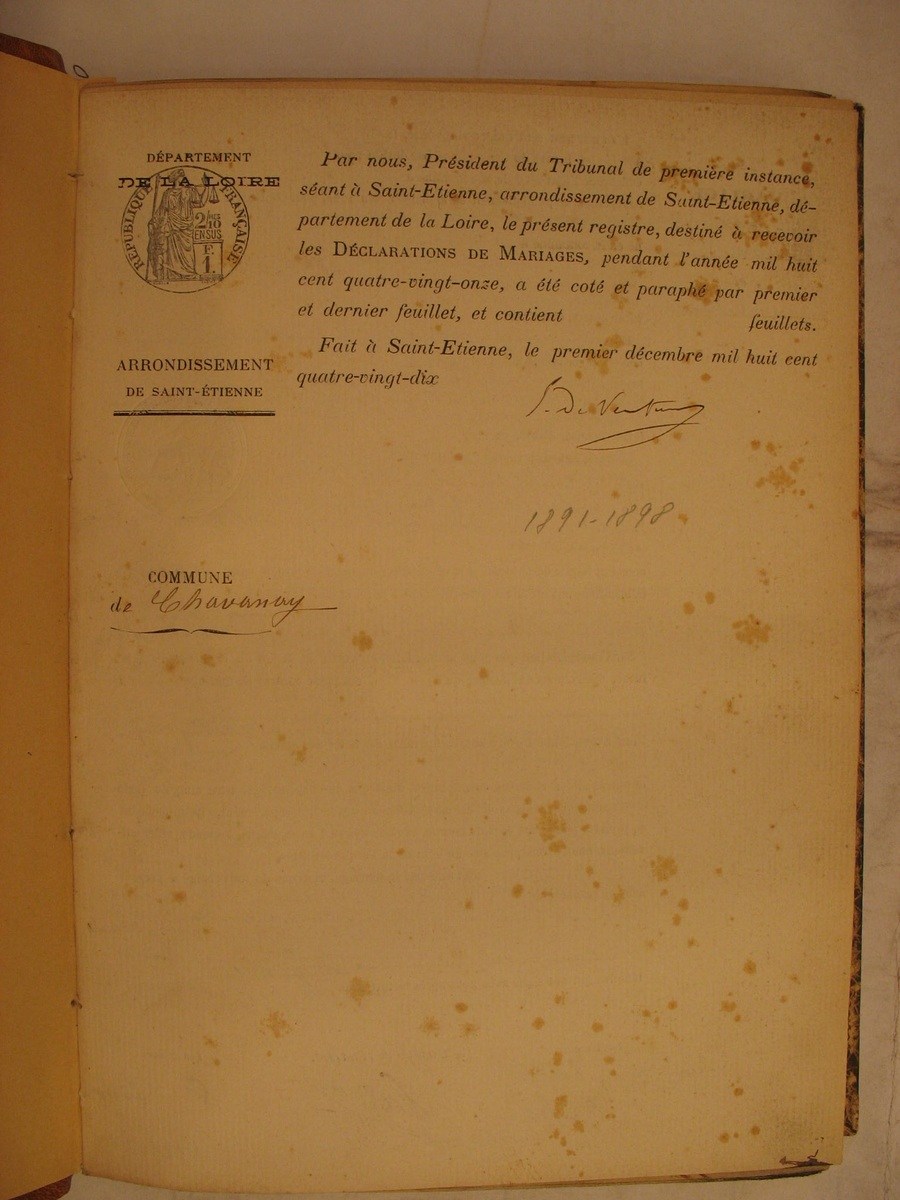 DÉPARTEMENT
DE LA LOIRE
RÉPUBLIQUE FRANÇAISE
2/10
EN SUS
1 F.
ARRONDISSEMENT
DE SAINT-ÉTIENNE
COMMUNE
de Chavanay
Par nous, Président du Tribunal de première instance,
séant à Saint-Etienne, arrondissement de Saint-Etienne, dé-
partement de la Loire, le présent registre, destiné à recevoir
les DÉCLARATIONS DE MARIAGES, pendant l'année mil huit
cent quatre-vingt-onze, a été coté et paraphé par premier
et dernier feuillet, et contient feuillets.
Fait à Saint-Etienne, le premier décembre mil huit cent
quatre-vingt-dix
1891-1898